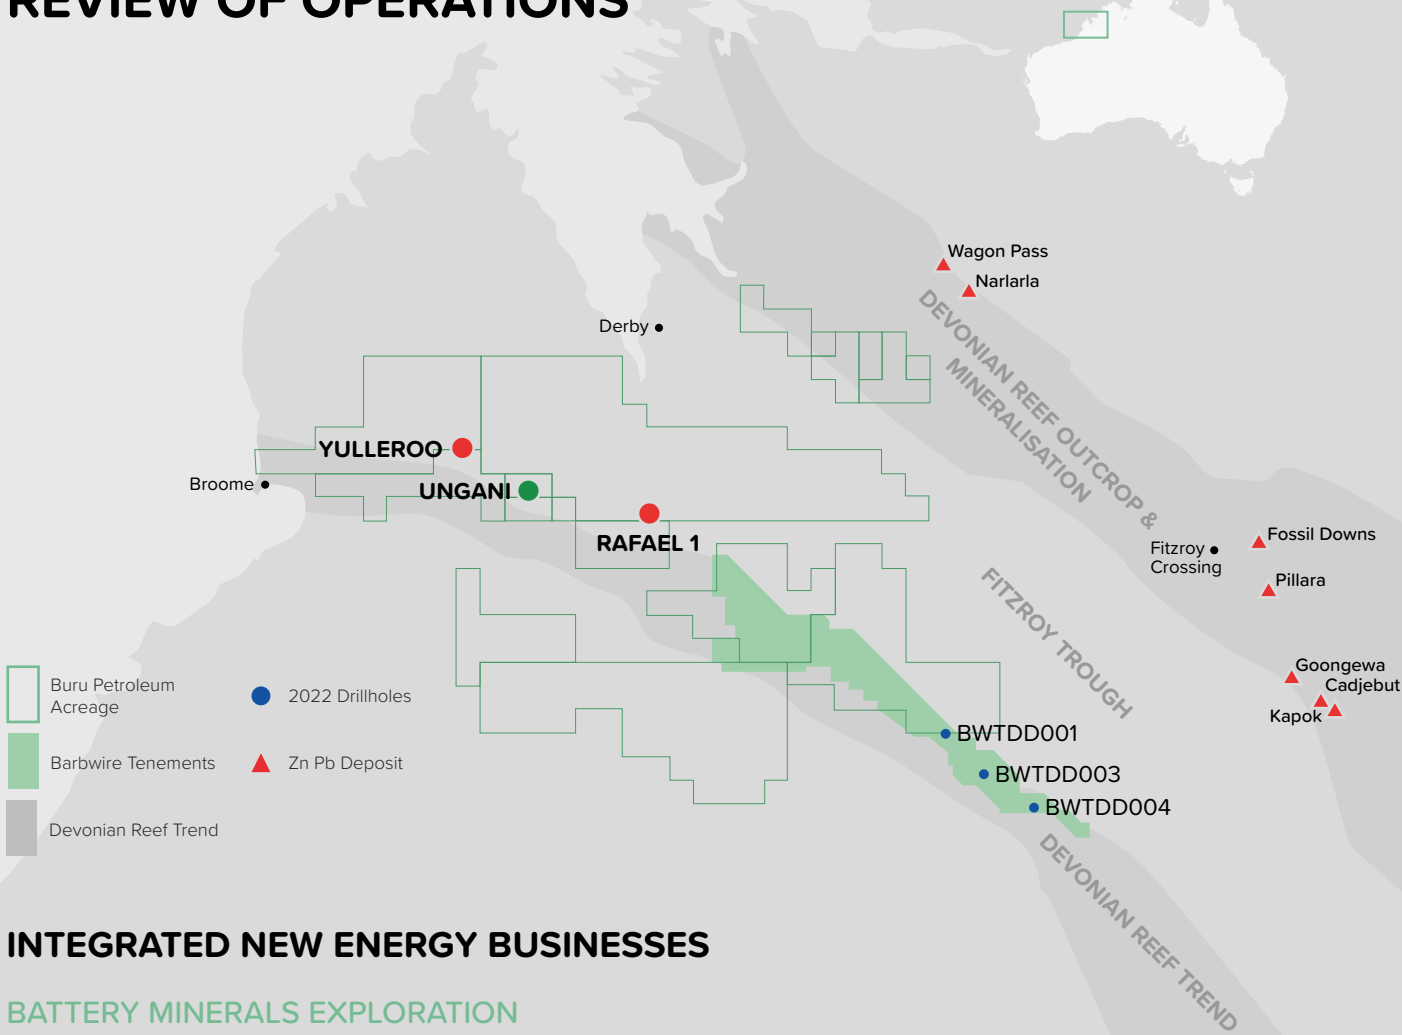 REVIEW OF OPERATIONS
Wagon Pass
Narlarla
DEVONIAN REEF OUTCROP &
MINERALISATION
Derby
YULLEROO
Broome
UNGANI
RAFAEL 1
Fossil Downs
Fitzroy
Crossing
Pillara
FITZROY TROUGH
Goongewa
Cadjebut
Kapok
Buru Petroleum
Acreage
2022 Drillholes
Barbwire Tenements
Zn Pb Deposit
Devonian Reef Trend
BWTDD001
BWTDD003
BWTDD004
DEVONIAN REEF TREND
INTEGRATED NEW ENERGY BUSINESSES
BATTERY MINERALS EXPLORATION